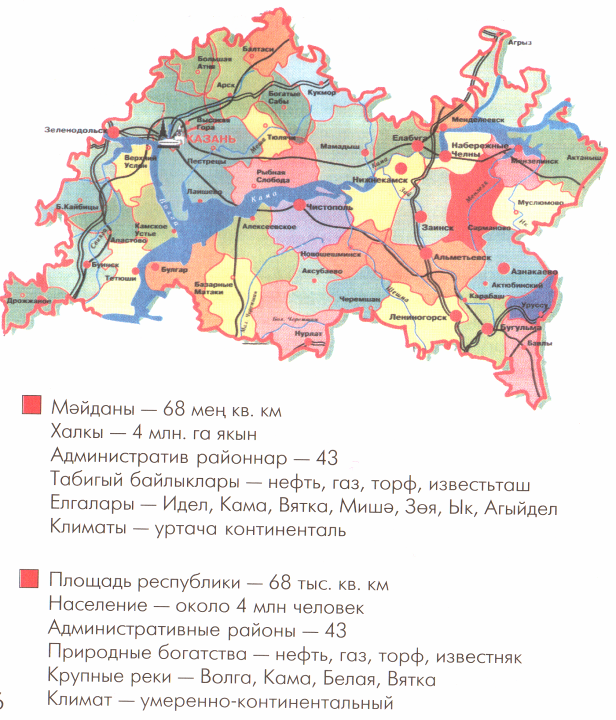 Балтаси
Агрыз
Большая
Атня
Арск
Кукмор
Богатые
Сабы
Менделеевск
Зеленодольск
Высокая
Гора
КАЗАНЬ
Тюлячи
Мамадыш
Елабуга
Набережные
Челны
Мензелинск
Актаныш
Верхний
Услон
Пестрецы
Рыбная
Слобода
Нижнекамск
Лаишево
Кама
Чистополь
Муслюмово
Б.Кайбицы
Камское
Устье
Апастово
Алексеевское
Заинск
Сарманово
Буинск
Тетюши
Булгар
Новошешминск
Альметьевск
Азнакаево
Актюбинский
Дрожжаное
Базарные
Матаки
Аксубаево
Черемшан
Шешма
Карабаш
Уруссу
Лениногорск
Бугульма
Нурлат
Бавлы
Мәйданы — 68 мең кв. км
Халкы — 4 млн. га якын
Административ районнар — 43
Табигый байлыклары — нефть, газ, торф, известьташ
Елгалары — Идел, Кама, Вятка, Мишә, Зөя, Ык, Агыйдел
Климаты — уртача континенталь
Площадь республики — 68 тыс. кв. км
Население — около 4 млн человек
Административные районы — 43
Природные богатства — нефть, газ, торф, известняк
Крупные реки — Волга, Кама, Белая, Вятка
Климат — умеренно-континентальный